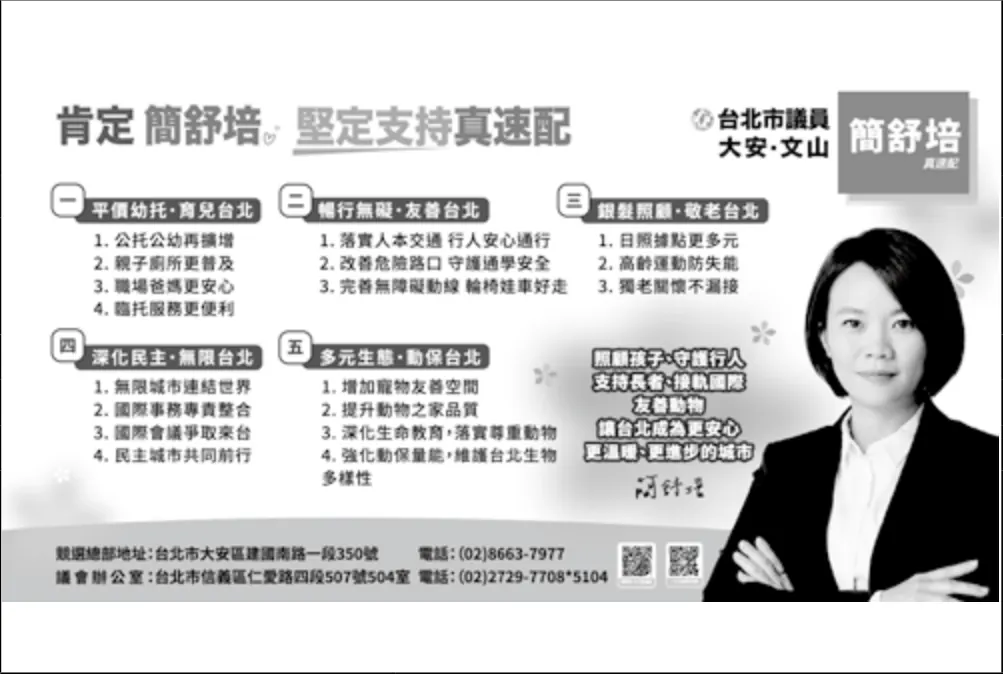 肯定 簡舒培 堅定支持真速配
台北市議員
大安·文山
簡舒培
真速配
一 平價幼托·育兒台北
1. 公托公幼再擴增
2. 親子廁所更普及
3. 職場爸媽更安心
4. 臨托服務更便利
二 暢行無礙·友善台北
1. 落實人本交通 行人安心通行
2. 改善危險路口 守護通學安全
3. 完善無障礙動線 輪椅娃車好走
三 銀髮照顧·敬老台北
1. 日照據點更多元
2. 高齡運動防失能
3. 獨老關懷不漏接
四 深化民主·無限台北
1. 無限城市連結世界
2. 國際事務專責整合
3. 國際會議爭取來台
4. 民主城市共同前行
五 多元生態·動保台北
1. 增加寵物友善空間
2. 提升動物之家品質
3. 深化生命教育，落實尊重動物
4. 強化動保量能，維護台北生物
多樣性
照顧孩子、守護行人
支持長者、接軌國際
友善動物
讓台北成為更安心
更溫暖、更進步的城市
簡舒培
競選總部地址：台北市大安區建國南路一段350號 電話：(02)8663-7977
議會辦公室：台北市信義區仁愛路四段507號504室 電話：(02)2729-7708*5104